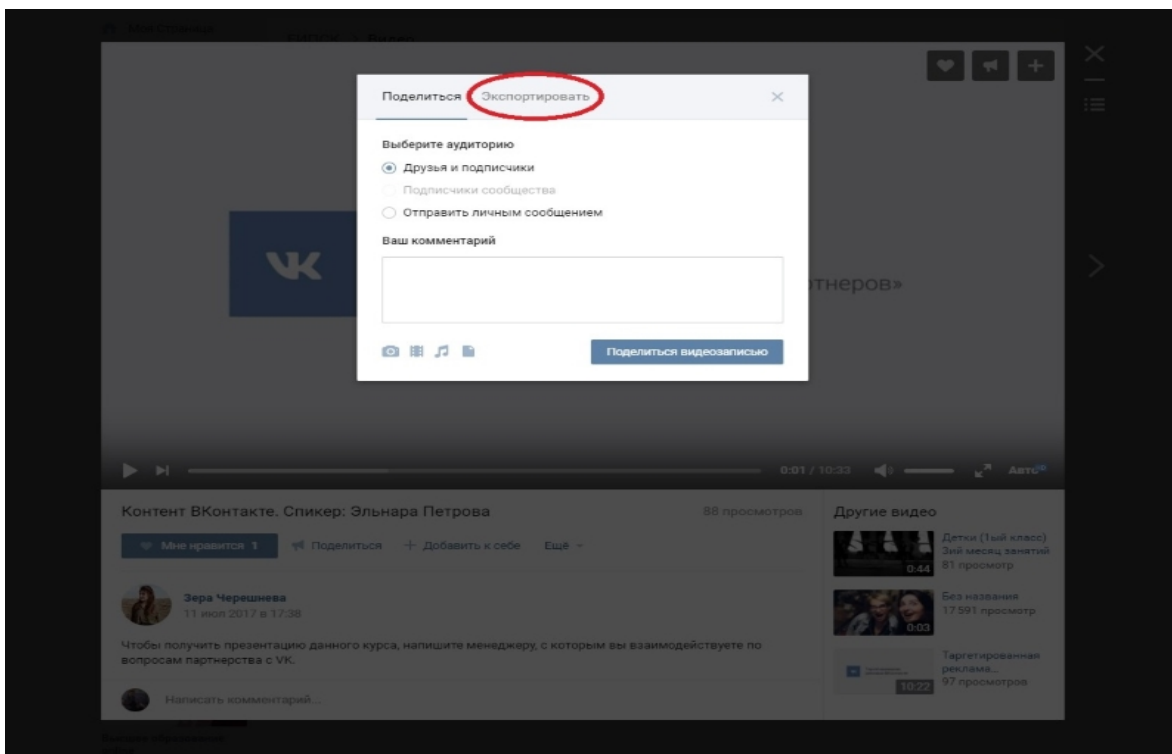 Моя Страница
Видео
Поделиться
Экспортировать
Выберите аудиторию
Друзья и подписчики
Подписчики сообщества
Отправить личным сообщением
Ваш комментарий
тнеров»
Поделиться видеозаписью
0:01 / 10:33
Авто
Контент ВКонтакте. Спикер: Эльнара Петрова
88 просмотров
Мне нравится 1
Поделиться
Добавить к себе
Ещё
Зера Черешнева
11 июл 2017 в 17:38
Чтобы получить презентацию данного курса, напишите менеджеру, с которым вы взаимодействуете по
вопросам партнерства с VK.
Написать комментарий...
Другие видео
Детки (1ый класс)
3ий месяц занятий
81 просмотр
0:44
Без названия
17 591 просмотр
0:03
Таргетированная
реклама...
97 просмотров
10:22